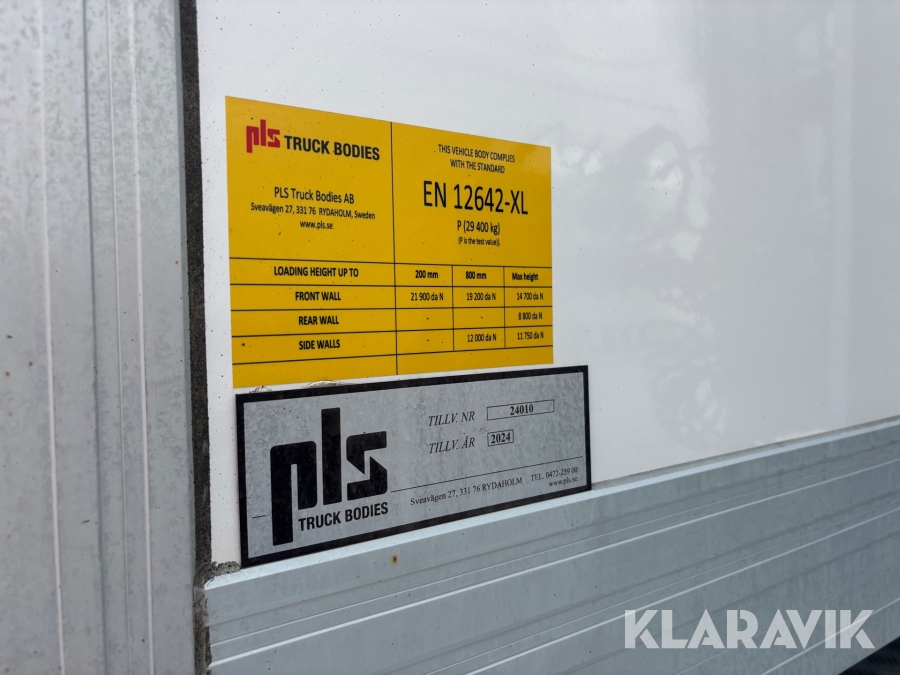 pls TRUCK BODIES
PLS Truck Bodies AB
Sveavägen 27, 331 76 RYDAHOLM, Sweden
www.pls.se
THIS VEHICLE BODY COMPLIES
WITH THE STANDARD
EN 12642-XL
P (29 400 kg)
(P is the test value)).
LOADING HEIGHT UP TO 200 mm 800 mm Max height
FRONT WALL 21 900 da N 19 200 da N 14 700 da N
REAR WALL - - 8 800 da N
SIDE WALLS - 12 000 da N 11 750 da N
pls
TRUCK BODIES
TILLV. NR 24010
TILLV. ÅR 2024
Sveavägen 27, 331 76 RYDAHOLM TEL. 0472-259 00
www.pls.se
KLARAVIK